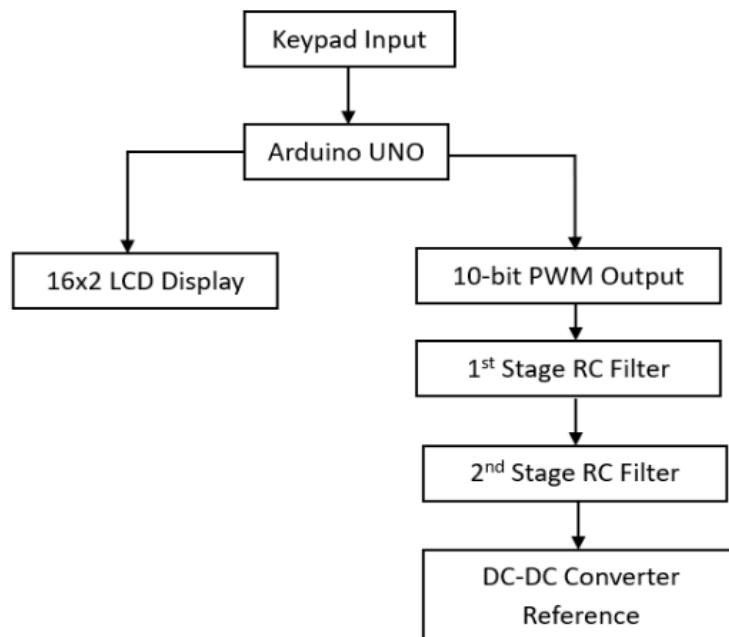 Keypad Input
Arduino UNO
16x2 LCD Display
10-bit PWM Output
1st Stage RC Filter
2nd Stage RC Filter
DC-DC Converter
Reference